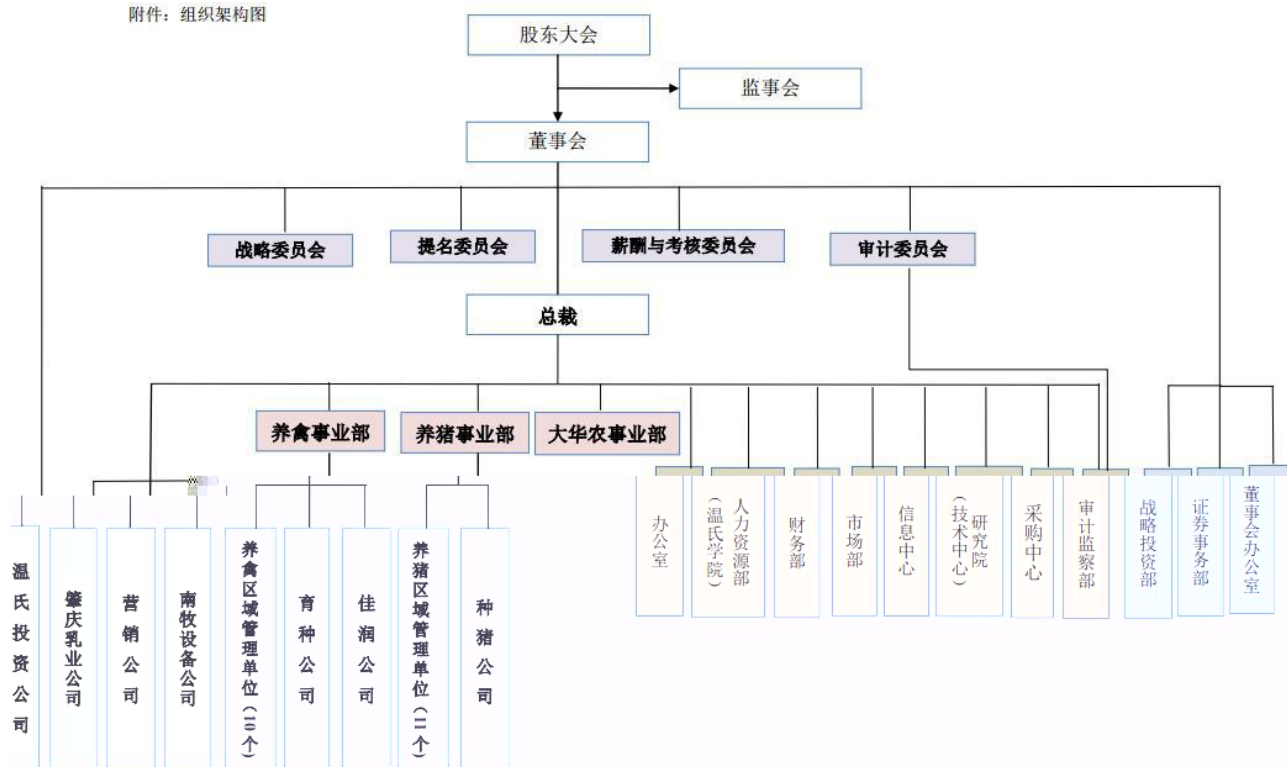 附件：组织架构图
股东大会
监事会
董事会
战略委员会
提名委员会
薪酬与考核委员会
审计委员会
总裁
养禽事业部
养猪事业部
大华农事业部
温氏投资公司
肇庆乳业公司
营销公司
南牧设备公司
养禽区域管理单位（10个）
育种公司
佳润公司
养猪区域管理单位（11个）
种猪公司
办公室
人力资源部
（温氏学院）
财务部
市场部
信息中心
研究院
（技术中心）
采购中心
审计监察部
战略投资部
证券事务部
董事会办公室